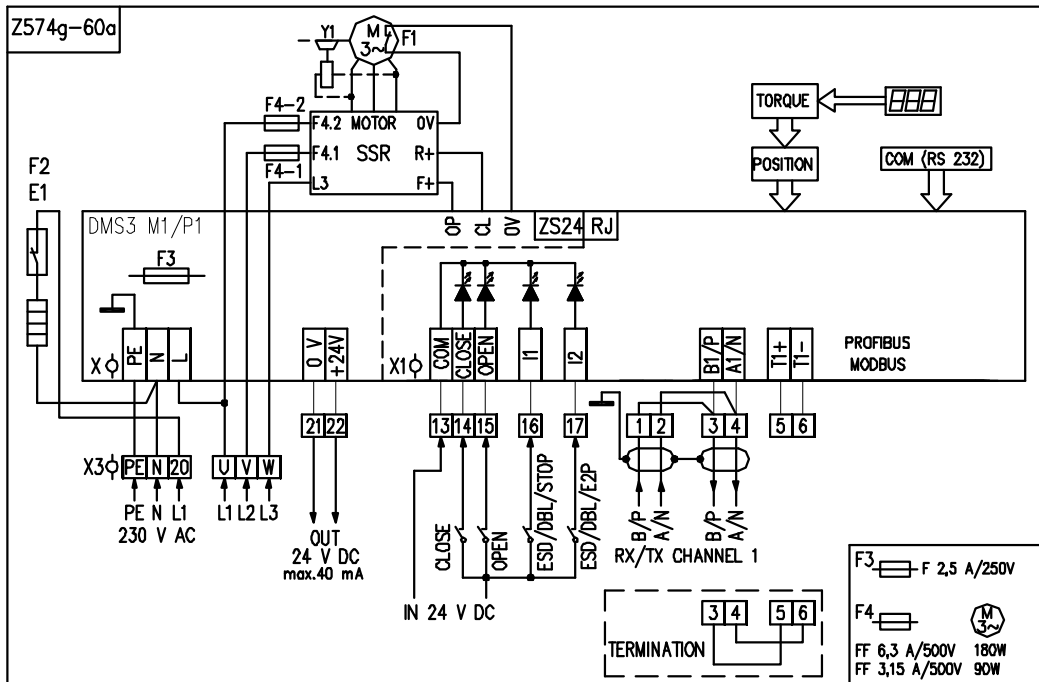 Z574g-60a
Y1
M
3~
F1
F4-2
F4.2 MOTOR 0V
F4.1 SSR R+
F4-1
L3 F+
TORQUE
POSITION
COM (RS 232)
F2
E1
DMS3 M1/P1
OP
CL
0V
ZS24 RJ
F3
X
PE
N
L
0 V
+24V
X1
COM
CLOSE
OPEN
I1
I2
B1/P
A1/N
T1+
T1-
PROFIBUS
MODBUS
21 22
13 14 15 16 17
1 2 3 4 5 6
X3
PE N 20
U V W
PE N L1
L1 L2 L3
230 V AC
OUT
24 V DC
max.40 mA
CLOSE
OPEN
ESD/DBL/STOP
ESD/DBL/E2P
IN 24 V DC
B/P
A/N
B/P
A/N
RX/TX CHANNEL 1
3 4 5 6
TERMINATION
F3 F 2,5 A/250V
F4
M
3~
FF 6,3 A/500V 180W
FF 3,15 A/500V 90W